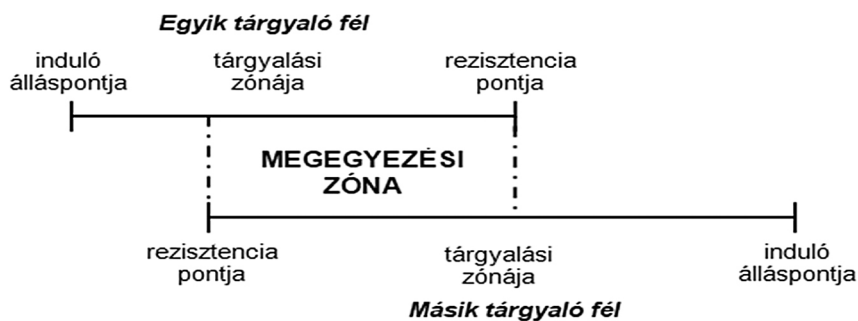 Egyik tárgyaló fél
induló
álláspontja
tárgyalási
zónája
rezisztencia
pontja
MEGEGYEZÉSI
ZÓNA
rezisztencia
pontja
tárgyalási
zónája
induló
álláspontja
Másik tárgyaló fél